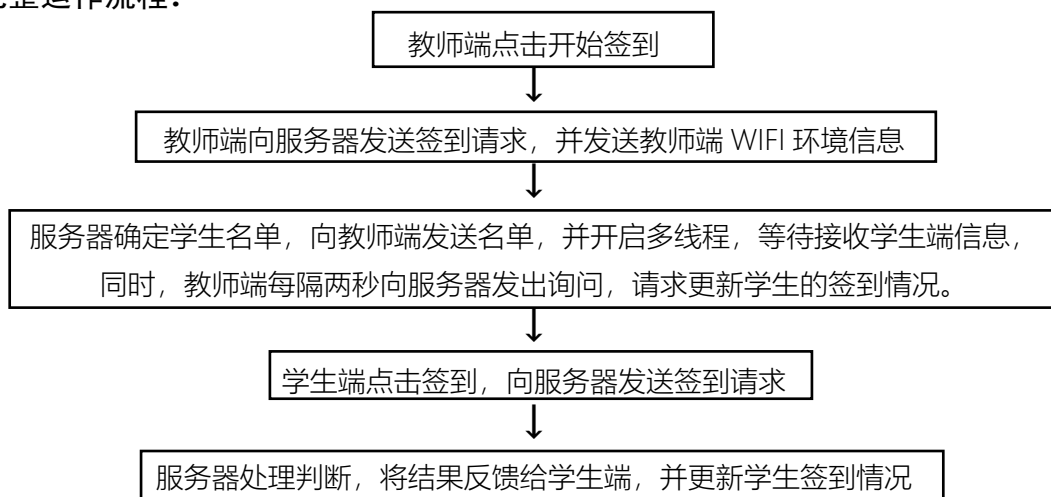 完整运作流程：
教师端点击开始签到
教师端向服务器发送签到请求，并发送教师端 WIFI 环境信息
服务器确定学生名单，向教师端发送名单，并开启多线程，等待接收学生端信息，
同时，教师端每隔两秒向服务器发出询问，请求更新学生的签到情况。
学生端点击签到，向服务器发送签到请求
服务器处理判断，将结果反馈给学生端，并更新学生签到情况